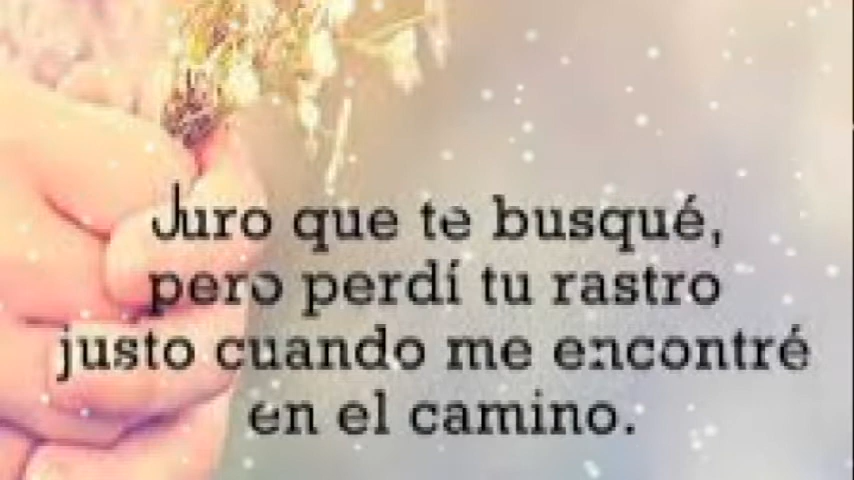 Juro que te busqué,
pero perdí tu rastro
justo cuando me encontré
en el camino.